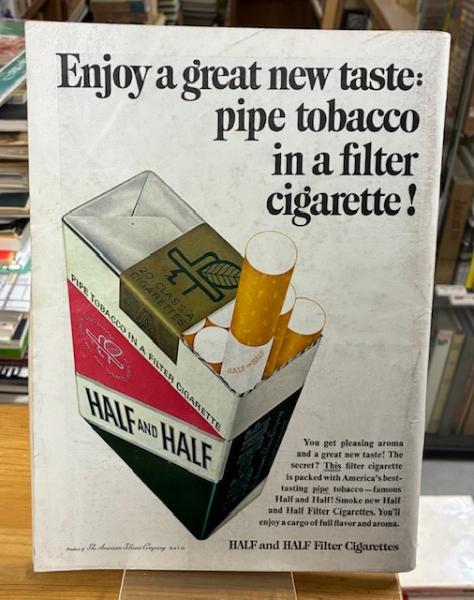 Enjoy a great new taste:
pipe tobacco
in a filter
cigarette!
20 CLASS A
CIGARETTES
PIPE TOBACCO IN A FILTER CIGARETTE
HALF AND HALF
HALF AND HALF
You get pleasing aroma
and a great new taste! The
secret? This filter cigarette
is packed with America's best-
tasting pipe tobacco—famous
Half and Half! Smoke new Half
and Half Filter Cigarettes. You'll
enjoy a cargo of full flavor and aroma.
Product of The American Tobacco Company
HALF and HALF Filter Cigarettes